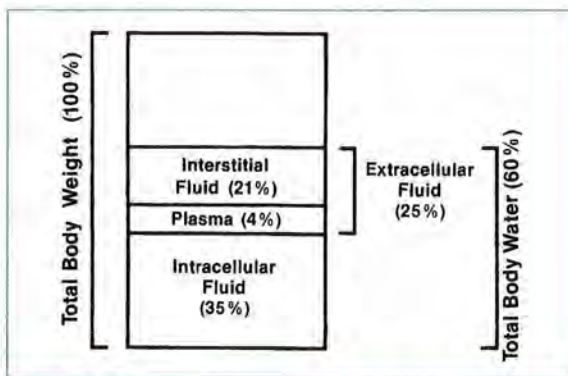 Total Body Weight (100%)
Interstitial
Fluid (21%)
Plasma (4%)
Intracellular
Fluid
(35%)
Extracellular
Fluid
(25%)
Total Body Water (60%)